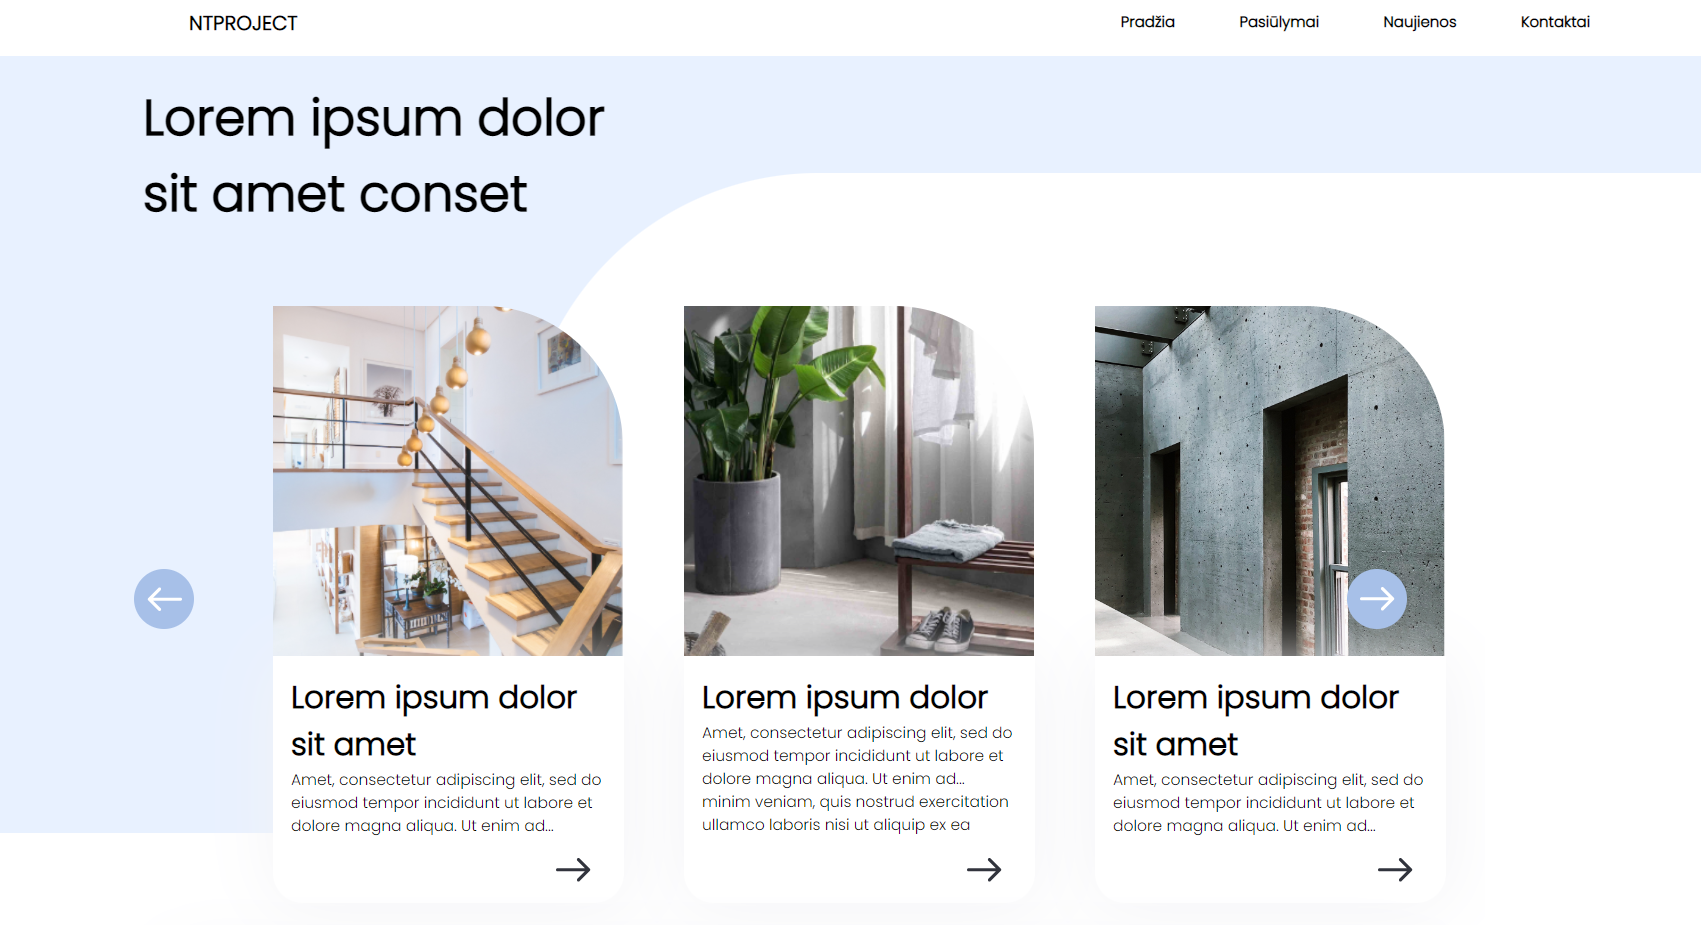 NTPROJECT
Pradžia
Pasiūlymai
Naujienos
Kontaktai
Lorem ipsum dolor
sit amet conset
Lorem ipsum dolor
sit amet
Amet, consectetur adipiscing elit, sed do
eiusmod tempor incididunt ut labore et
dolore magna aliqua. Ut enim ad...
Lorem ipsum dolor
Amet, consectetur adipiscing elit, sed do
eiusmod tempor incididunt ut labore et
dolore magna aliqua. Ut enim ad...
minim veniam, quis nostrud exercitation
ullamco laboris nisi ut aliquip ex ea
Lorem ipsum dolor
sit amet
Amet, consectetur adipiscing elit, sed do
eiusmod tempor incididunt ut labore et
dolore magna aliqua. Ut enim ad...